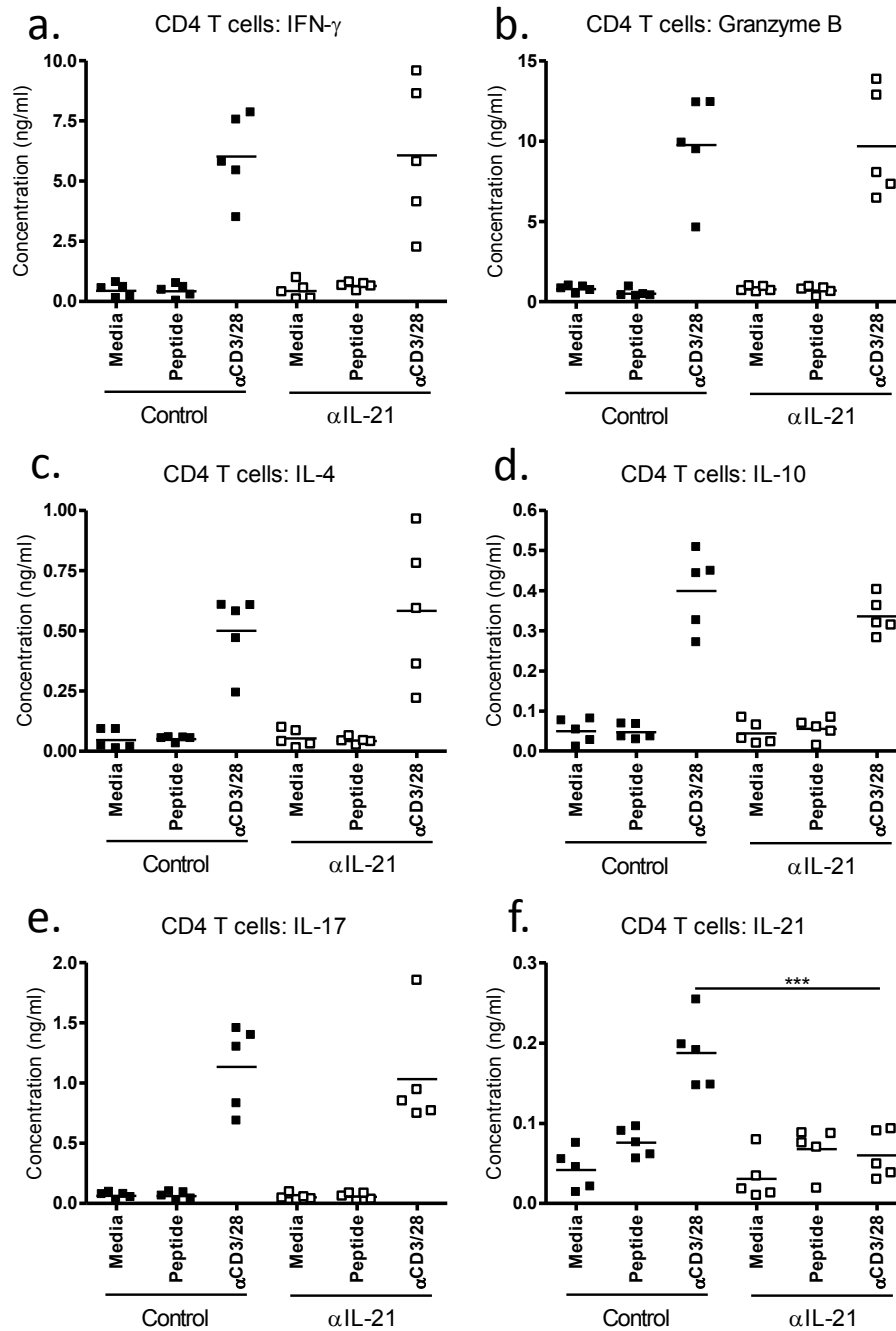 a.
CD4 T cells: IFN-γ
Concentration (ng/ml)
10.0
7.5
5.0
2.5
0.0
Media
Peptide
αCD3/28
Media
Peptide
αCD3/28
Control
αIL-21
b.
CD4 T cells: Granzyme B
Concentration (ng/ml)
15
10
5
0
Media
Peptide
αCD3/28
Media
Peptide
αCD3/28
Control
αIL-21
c.
CD4 T cells: IL-4
Concentration (ng/ml)
1.00
0.75
0.50
0.25
0.00
Media
Peptide
αCD3/28
Media
Peptide
αCD3/28
Control
αIL-21
d.
CD4 T cells: IL-10
Concentration (ng/ml)
0.6
0.5
0.4
0.3
0.2
0.1
0.0
Media
Peptide
αCD3/28
Media
Peptide
αCD3/28
Control
αIL-21
e.
CD4 T cells: IL-17
Concentration (ng/ml)
2.0
1.5
1.0
0.5
0.0
Media
Peptide
αCD3/28
Media
Peptide
αCD3/28
Control
αIL-21
f.
CD4 T cells: IL-21
Concentration (ng/ml)
0.3
0.2
0.1
0.0
***
Media
Peptide
αCD3/28
Media
Peptide
αCD3/28
Control
αIL-21